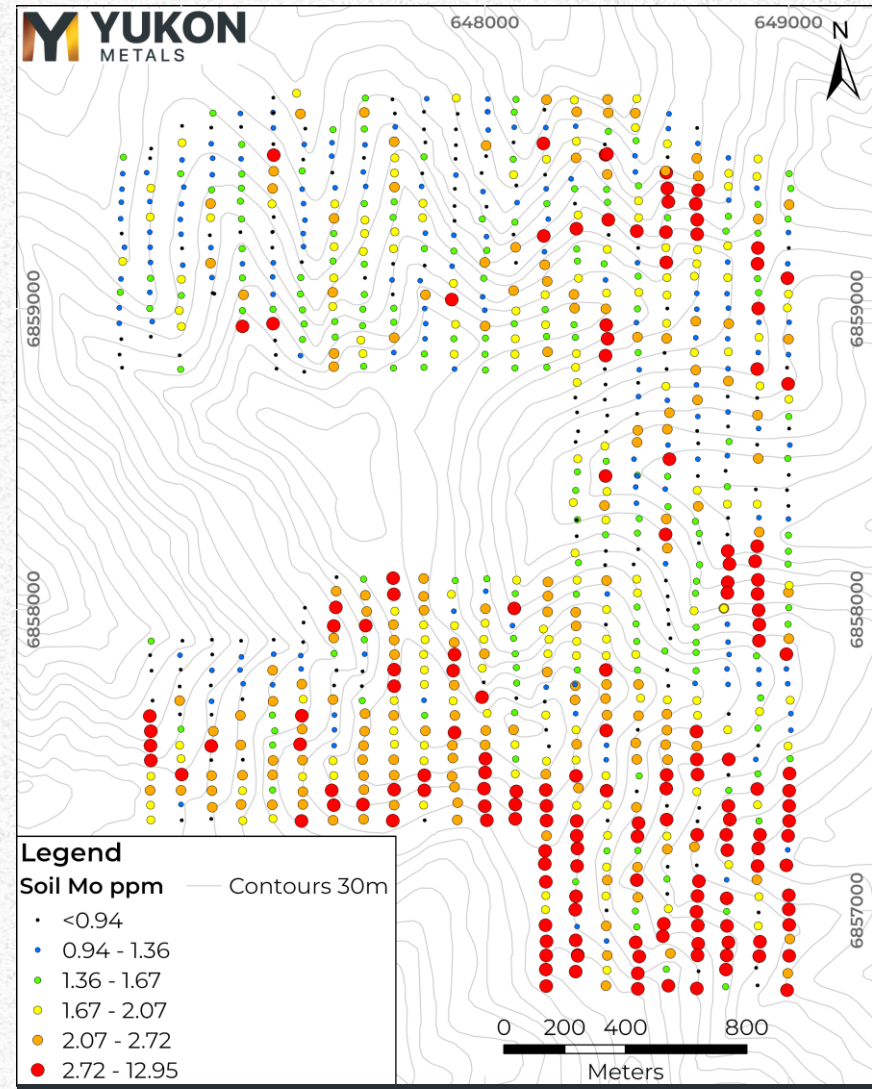 YUKON
METALS
648000
649000
N
6859000
6859000
6858000
6858000
6857000
Legend
Soil Mo ppm
Contours 30m
<0.94
0.94 - 1.36
1.36 - 1.67
1.67 - 2.07
2.07 - 2.72
2.72 - 12.95
0 200 400 800
Meters